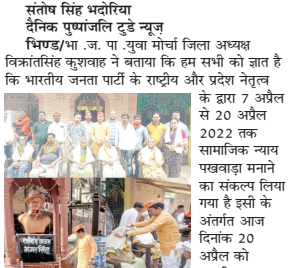 संतोष सिंह भदोरिया
दैनिक पुष्पांजलि टुडे न्यूज
भिण्ड/भा .ज. पा .युवा मोर्चा जिला अध्यक्ष
विक्रांतसिंह कुशवाह ने बताया कि हम सभी को ज्ञात है
कि भारतीय जनता पार्टी के राष्ट्रीय और प्रदेश नेतृत्व
के द्वारा 7 अप्रैल
से 20 अप्रैल
2022 तक
सामाजिक न्याय
पखवाड़ा मनाने
का संकल्प लिया
गया है इसी के
अंतर्गत आज
दिनांक 20
अप्रैल को